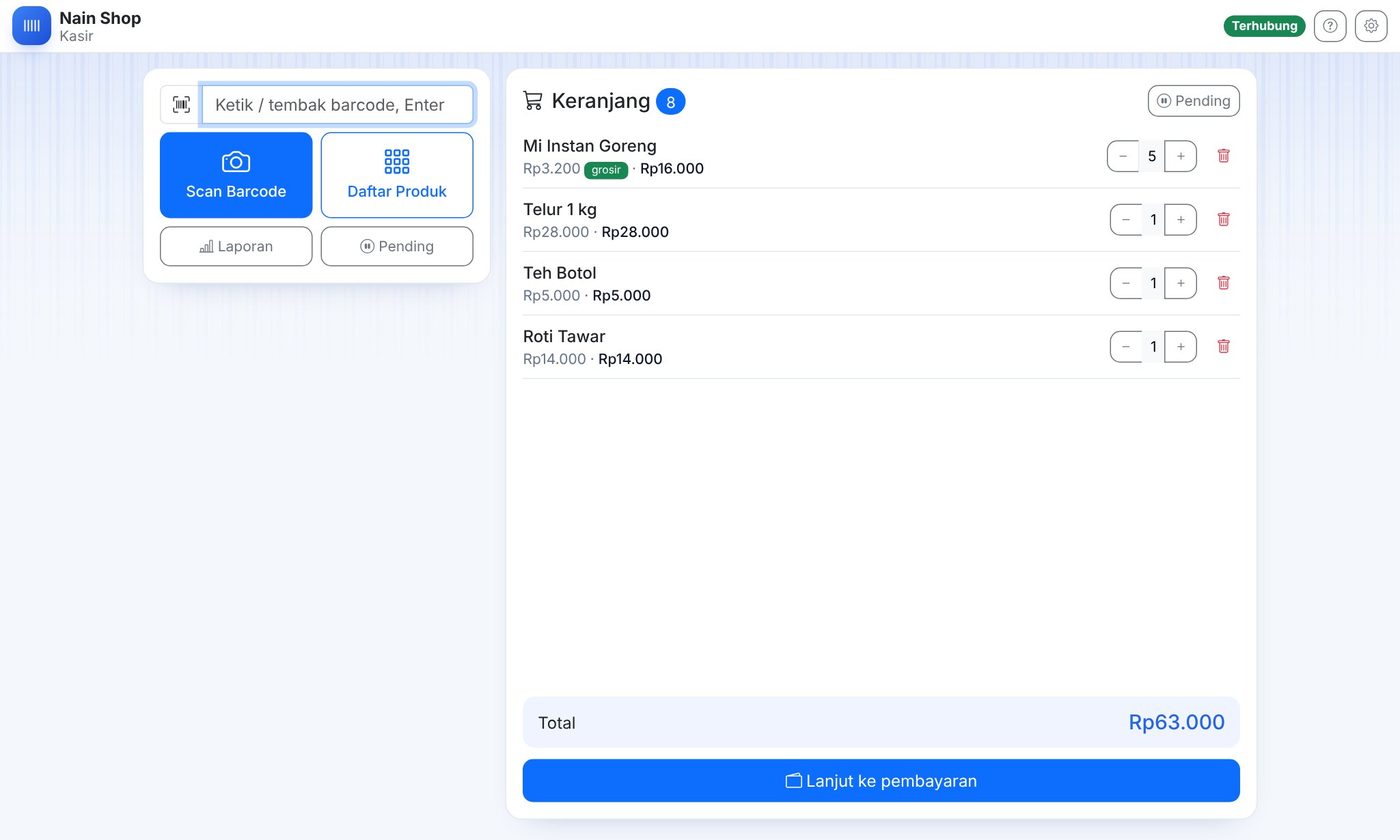 Nain Shop
Kasir
Terhubung
Ketik / tembak barcode, Enter
Scan Barcode
Daftar Produk
Laporan
Pending
Keranjang 8
Pending
Mi Instan Goreng
Rp3.200 grosir · Rp16.000
− 5 +
Telur 1 kg
Rp28.000 · Rp28.000
− 1 +
Teh Botol
Rp5.000 · Rp5.000
− 1 +
Roti Tawar
Rp14.000 · Rp14.000
− 1 +
Total
Rp63.000
Lanjut ke pembayaran